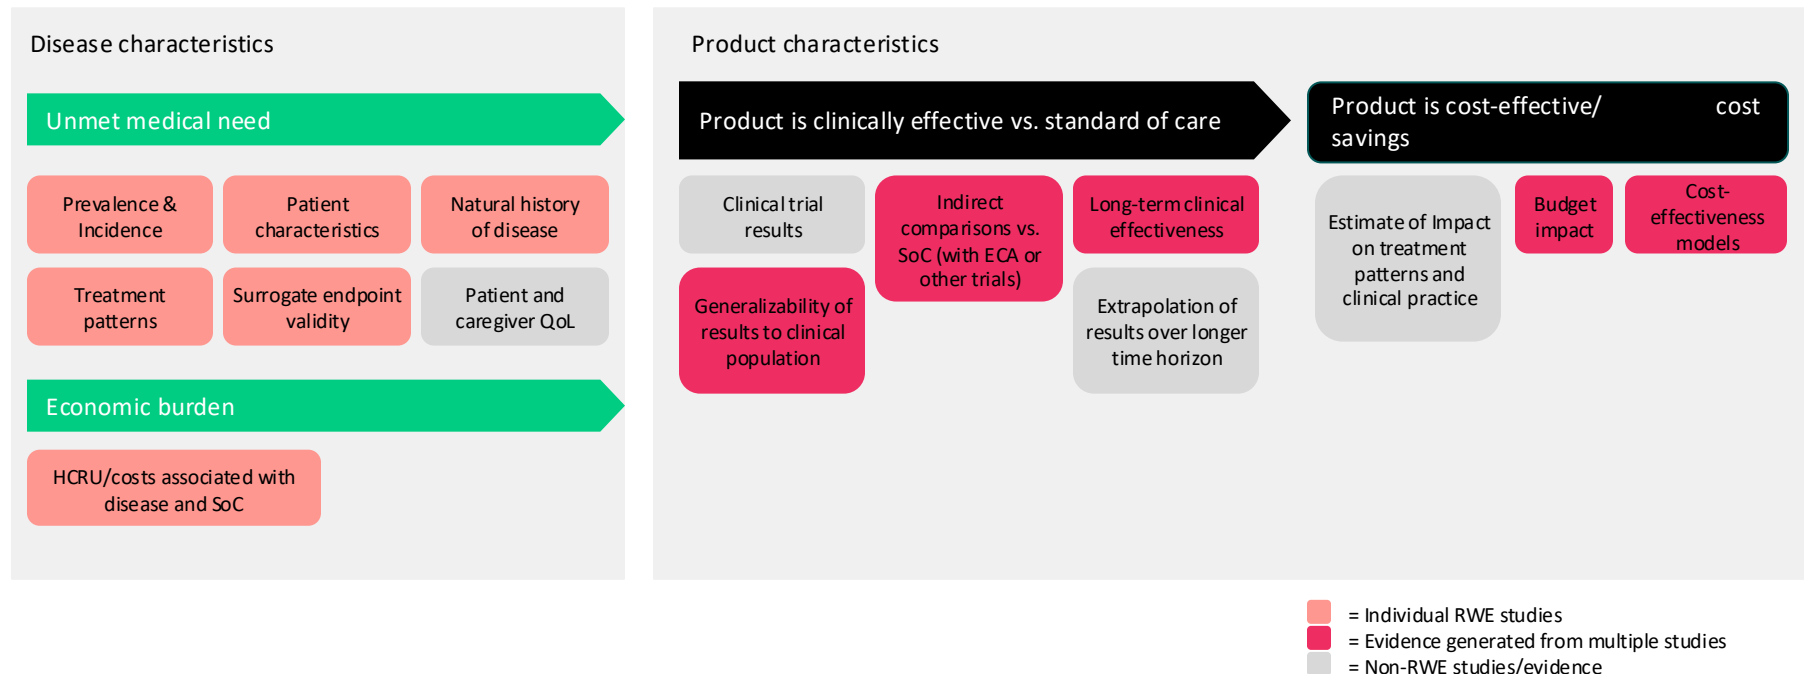 Disease characteristics
Unmet medical need
Prevalence &
Incidence
Patient
characteristics
Natural history
of disease
Treatment
patterns
Surrogate endpoint
validity
Patient and
caregiver QoL
Economic burden
HCRU/costs associated with
disease and SoC
Product characteristics
Product is clinically effective vs. standard of care
Clinical trial
results
Indirect
comparisons vs.
SoC (with ECA or
other trials)
Long-term clinical
effectiveness
Generalizability of
results to clinical
population
Extrapolation of
results over longer
time horizon
Product is cost-effective/ cost
savings
Estimate of Impact
on treatment
patterns and
clinical practice
Budget
impact
Cost-
effectiveness
models
= Individual RWE studies
= Evidence generated from multiple studies
= Non-RWE studies/evidence